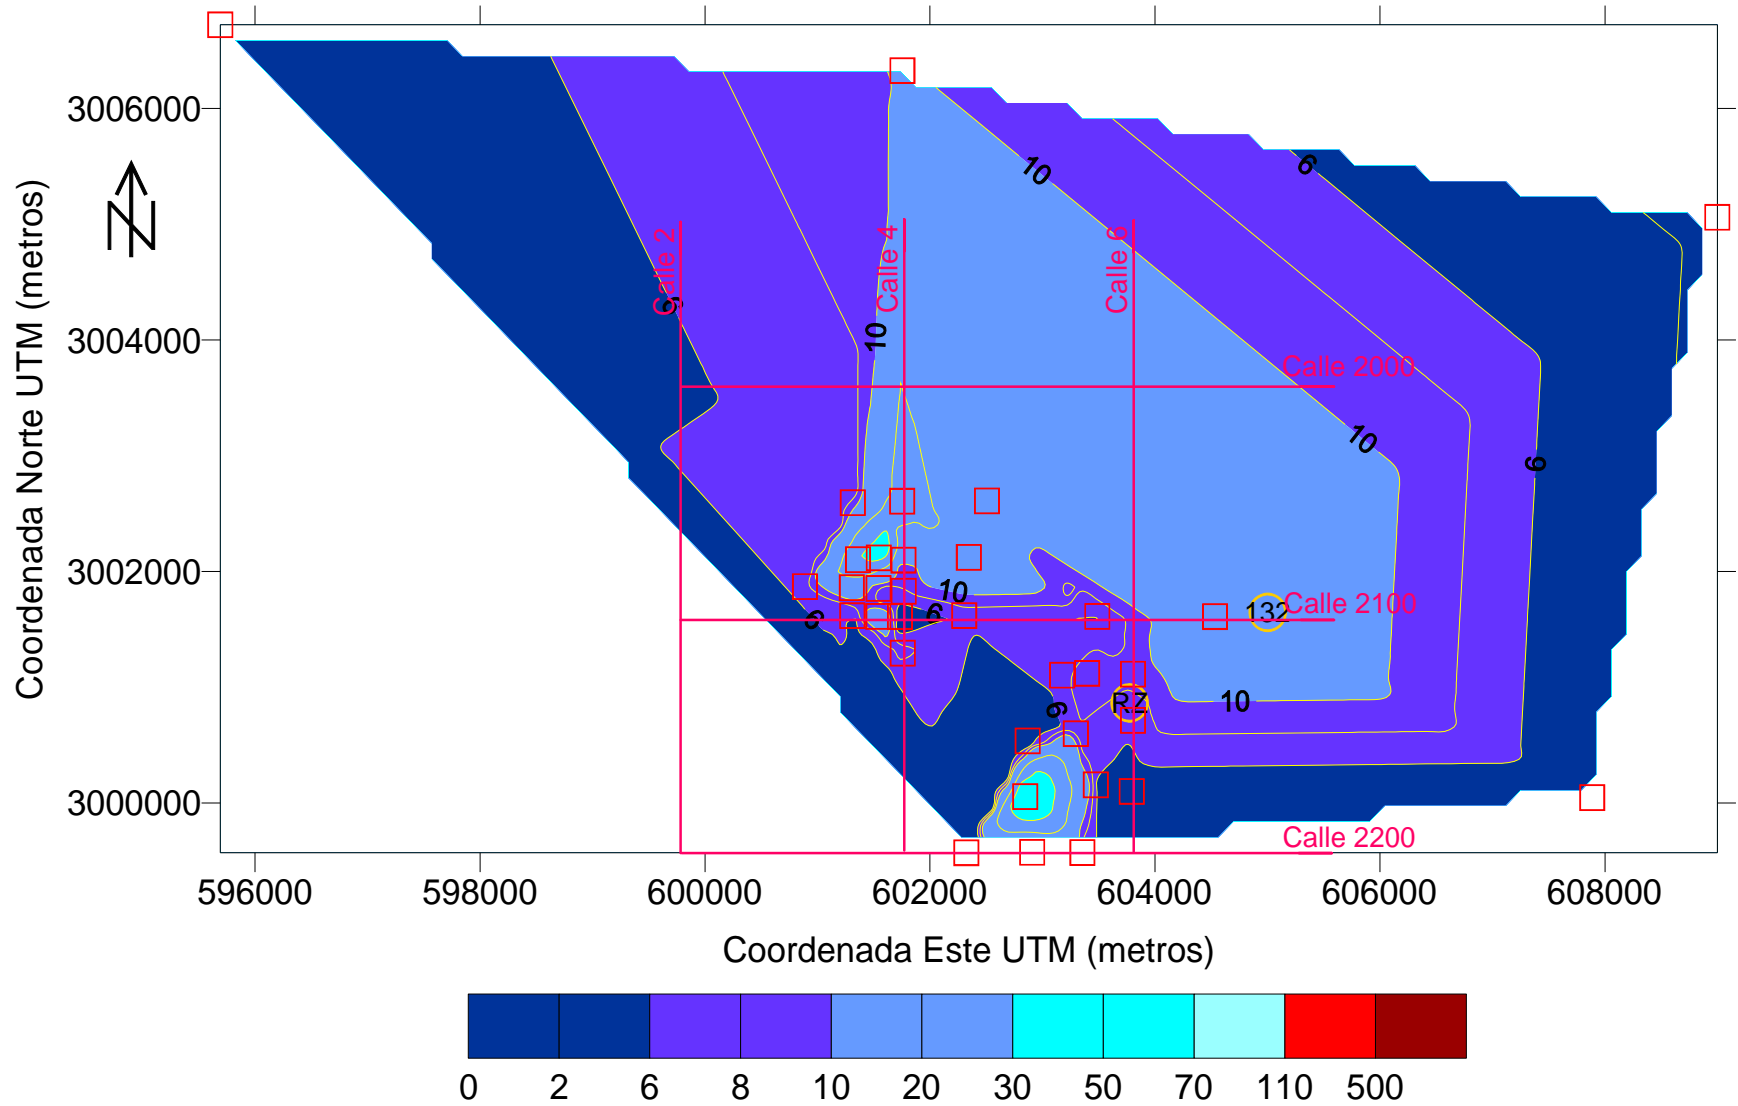 3006000
3004000
3002000
3000000
Coordenada Norte UTM (metros)
N
10
6
Calle 2
Calle 4
Calle 6
6
10
Calle 2000
10
6
10
6
6
132
Calle 2100
6
RZ
10
Calle 2200
596000 598000 600000 602000 604000 606000 608000
Coordenada Este UTM (metros)
0 2 6 8 10 20 30 50 70 110 500